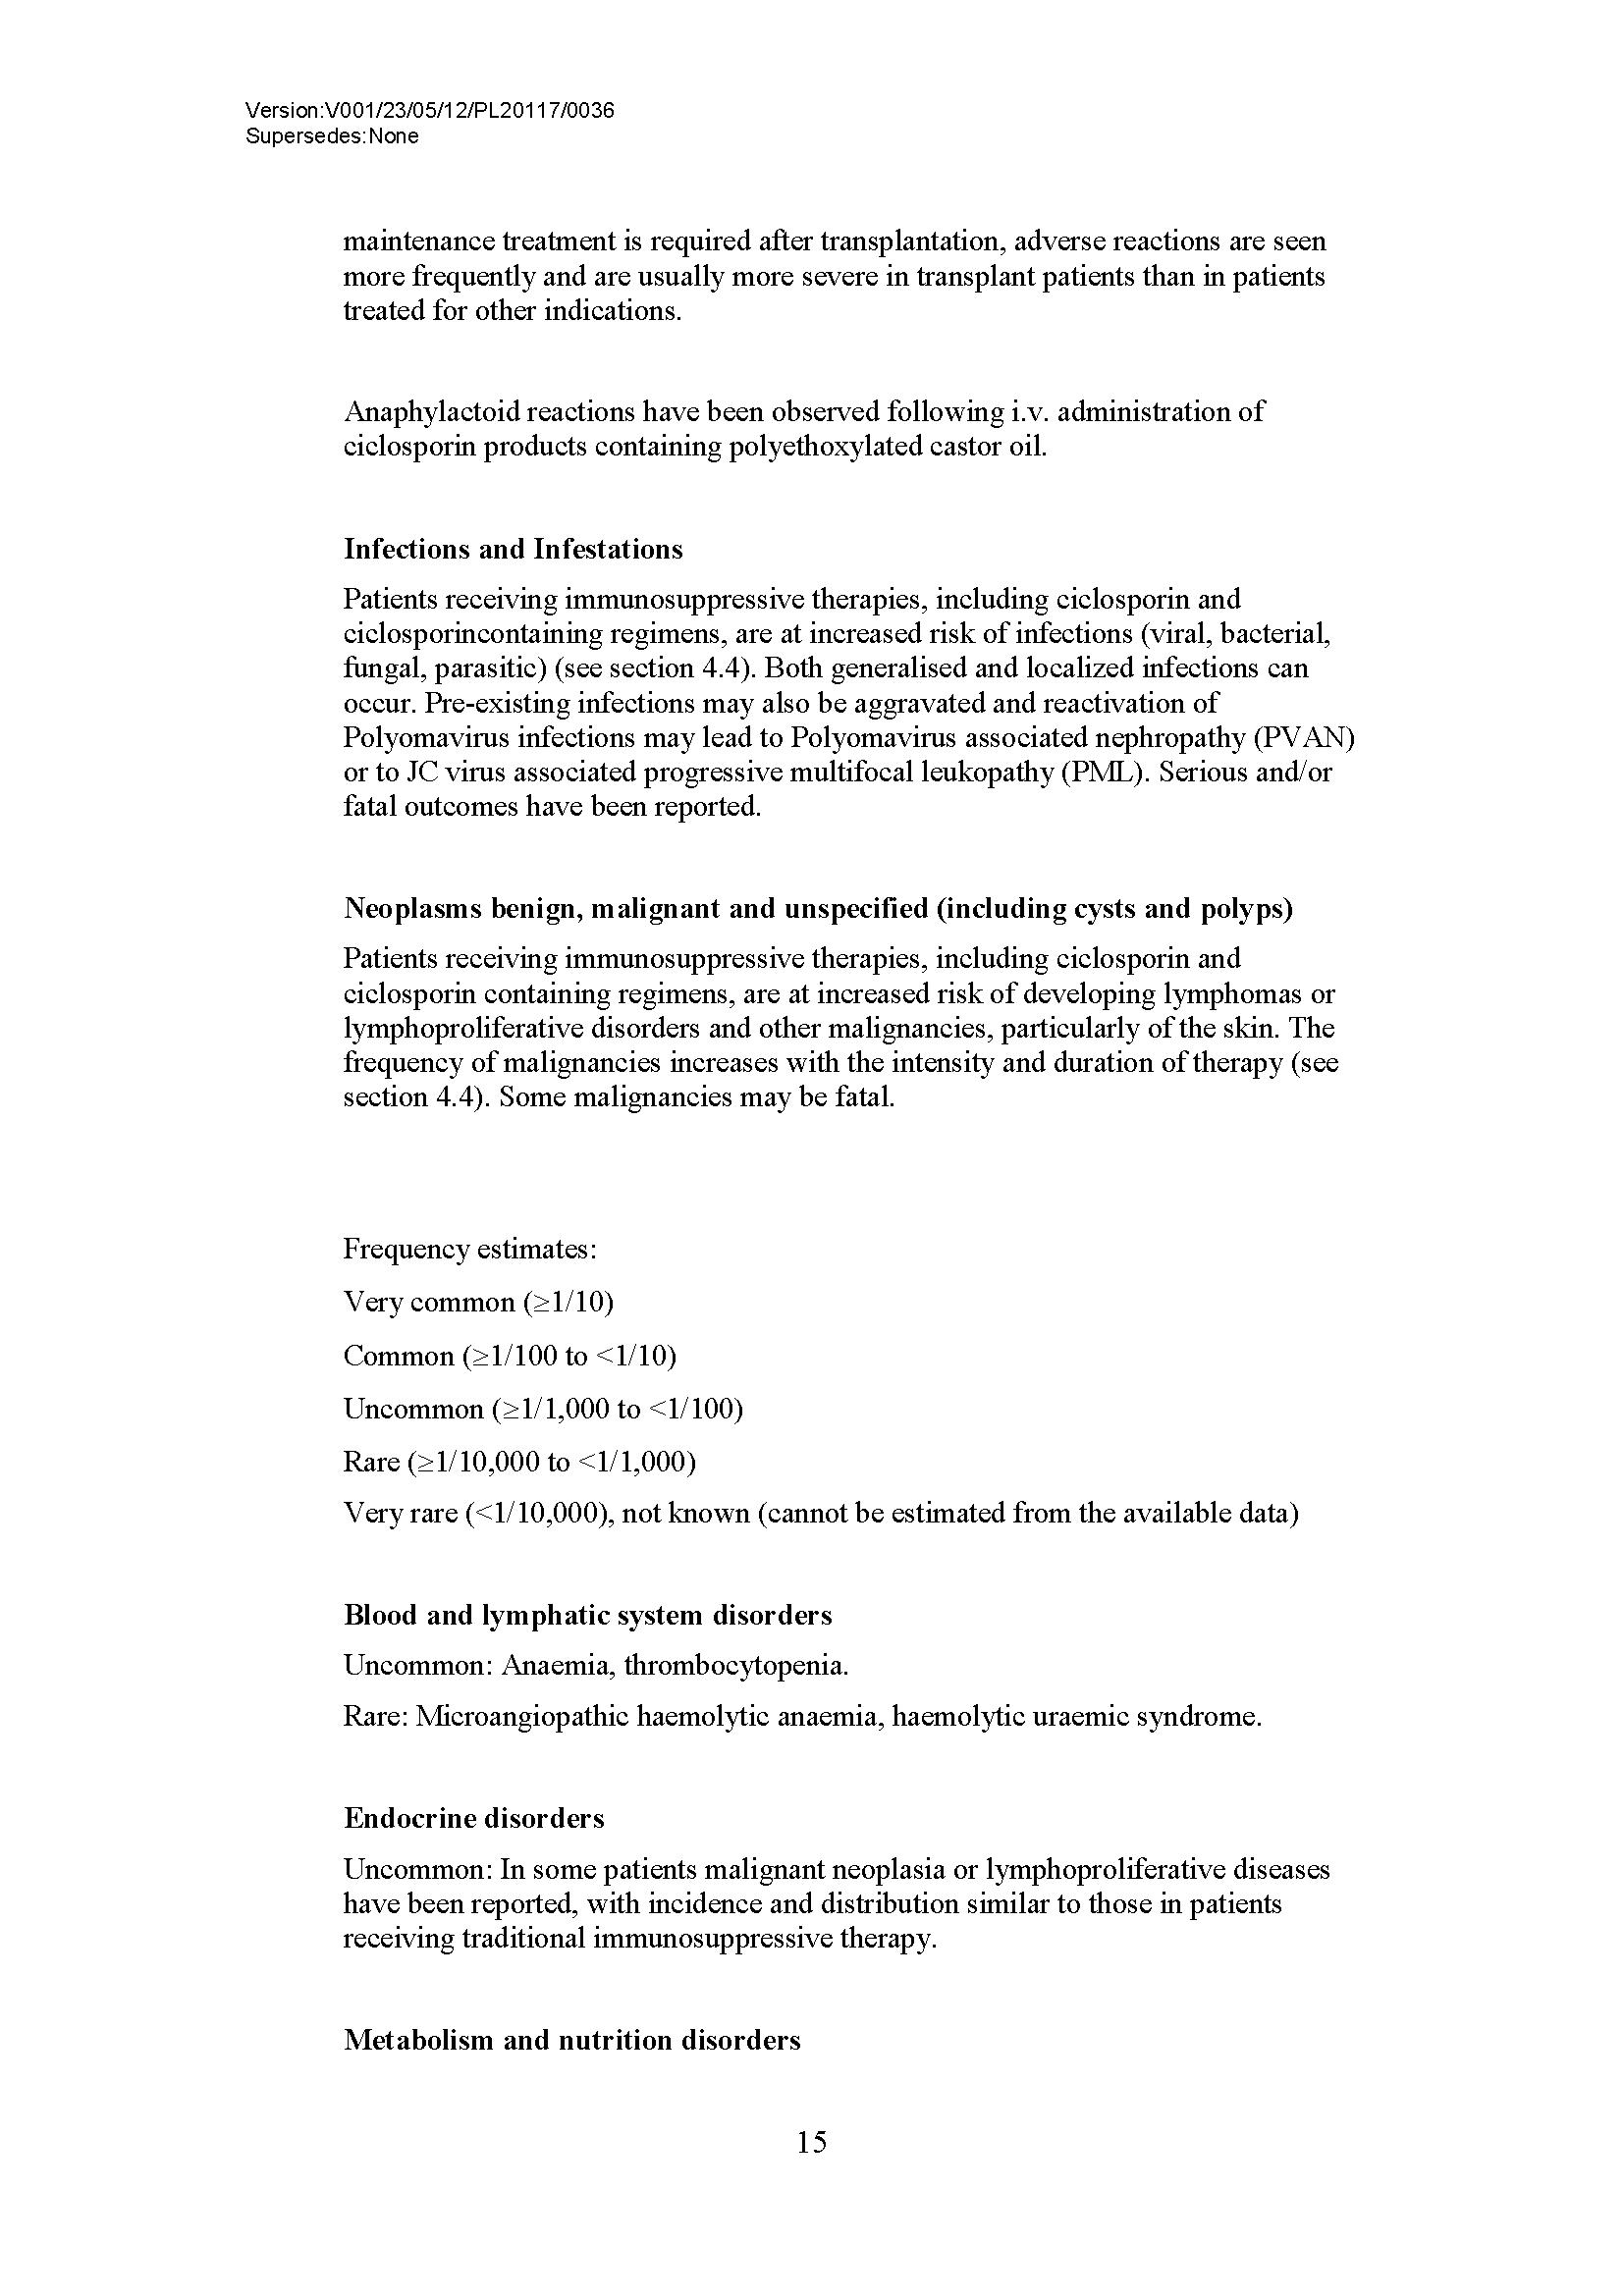 Version:V001/23/05/12/PL20117/0036
Supersedes:None
maintenance treatment is required after transplantation, adverse reactions are seen
more frequently and are usually more severe in transplant patients than in patients
treated for other indications.
Anaphylactoid reactions have been observed following i.v. administration of
ciclosporin products containing polyethoxylated castor oil.
Infections and Infestations
Patients receiving immunosuppressive therapies, including ciclosporin and
ciclosporincontaining regimens, are at increased risk of infections (viral, bacterial,
fungal, parasitic) (see section 4.4). Both generalised and localized infections can
occur. Pre-existing infections may also be aggravated and reactivation of
Polyomavirus infections may lead to Polyomavirus associated nephropathy (PVAN)
or to JC virus associated progressive multifocal leukopathy (PML). Serious and/or
fatal outcomes have been reported.
Neoplasms benign, malignant and unspecified (including cysts and polyps)
Patients receiving immunosuppressive therapies, including ciclosporin and
ciclosporin containing regimens, are at increased risk of developing lymphomas or
lymphoproliferative disorders and other malignancies, particularly of the skin. The
frequency of malignancies increases with the intensity and duration of therapy (see
section 4.4). Some malignancies may be fatal.
Frequency estimates:
Very common (≥1/10)
Common (≥1/100 to <1/10)
Uncommon (≥1/1,000 to <1/100)
Rare (≥1/10,000 to <1/1,000)
Very rare (<1/10,000), not known (cannot be estimated from the available data)
Blood and lymphatic system disorders
Uncommon: Anaemia, thrombocytopenia.
Rare: Microangiopathic haemolytic anaemia, haemolytic uraemic syndrome.
Endocrine disorders
Uncommon: In some patients malignant neoplasia or lymphoproliferative diseases
have been reported, with incidence and distribution similar to those in patients
receiving traditional immunosuppressive therapy.
Metabolism and nutrition disorders
15